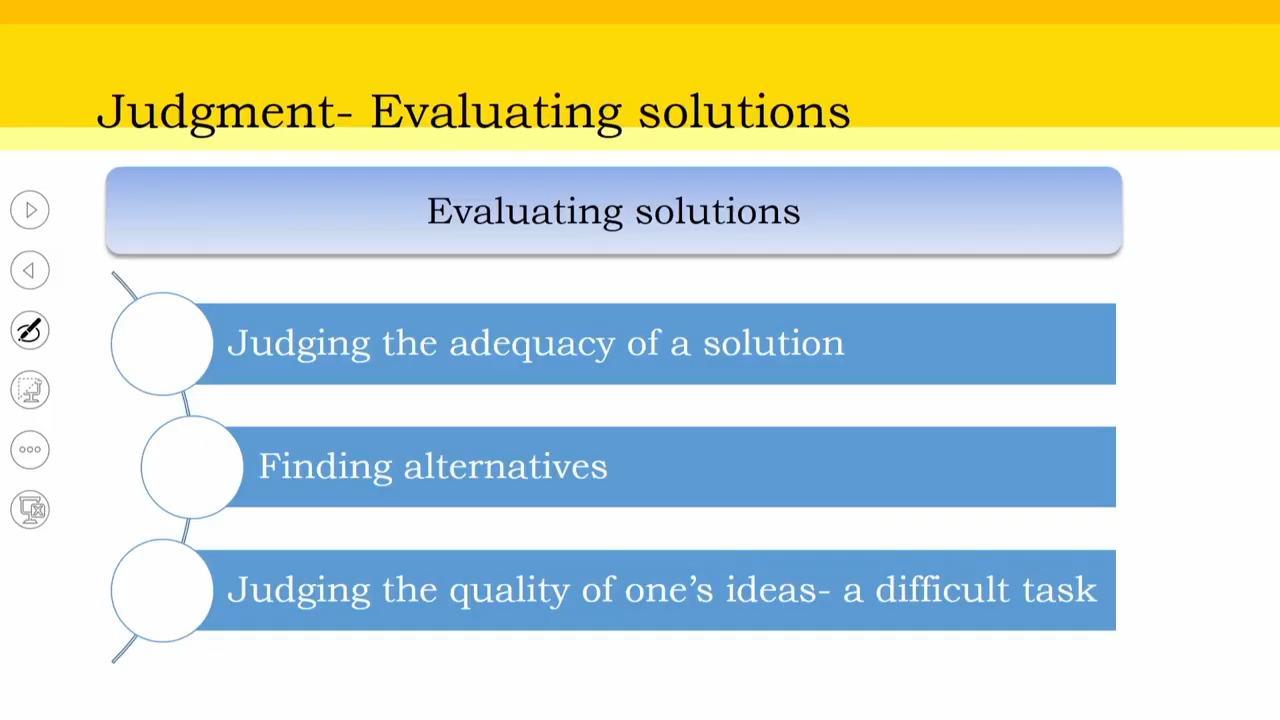 Judgment- Evaluating solutions
Evaluating solutions
Judging the adequacy of a solution
Finding alternatives
Judging the quality of one’s ideas- a difficult task